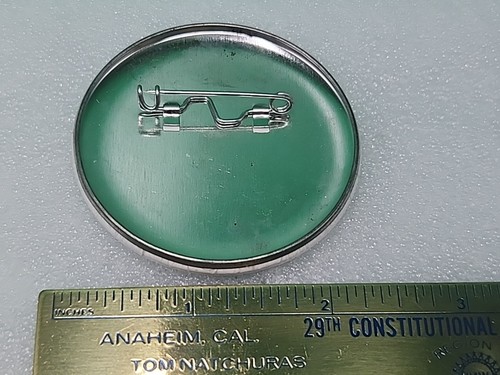 INCHES 1 2 3
ANAHEIM, CAL. 29TH CONSTITUTIONAL
TOM NATCHURAS